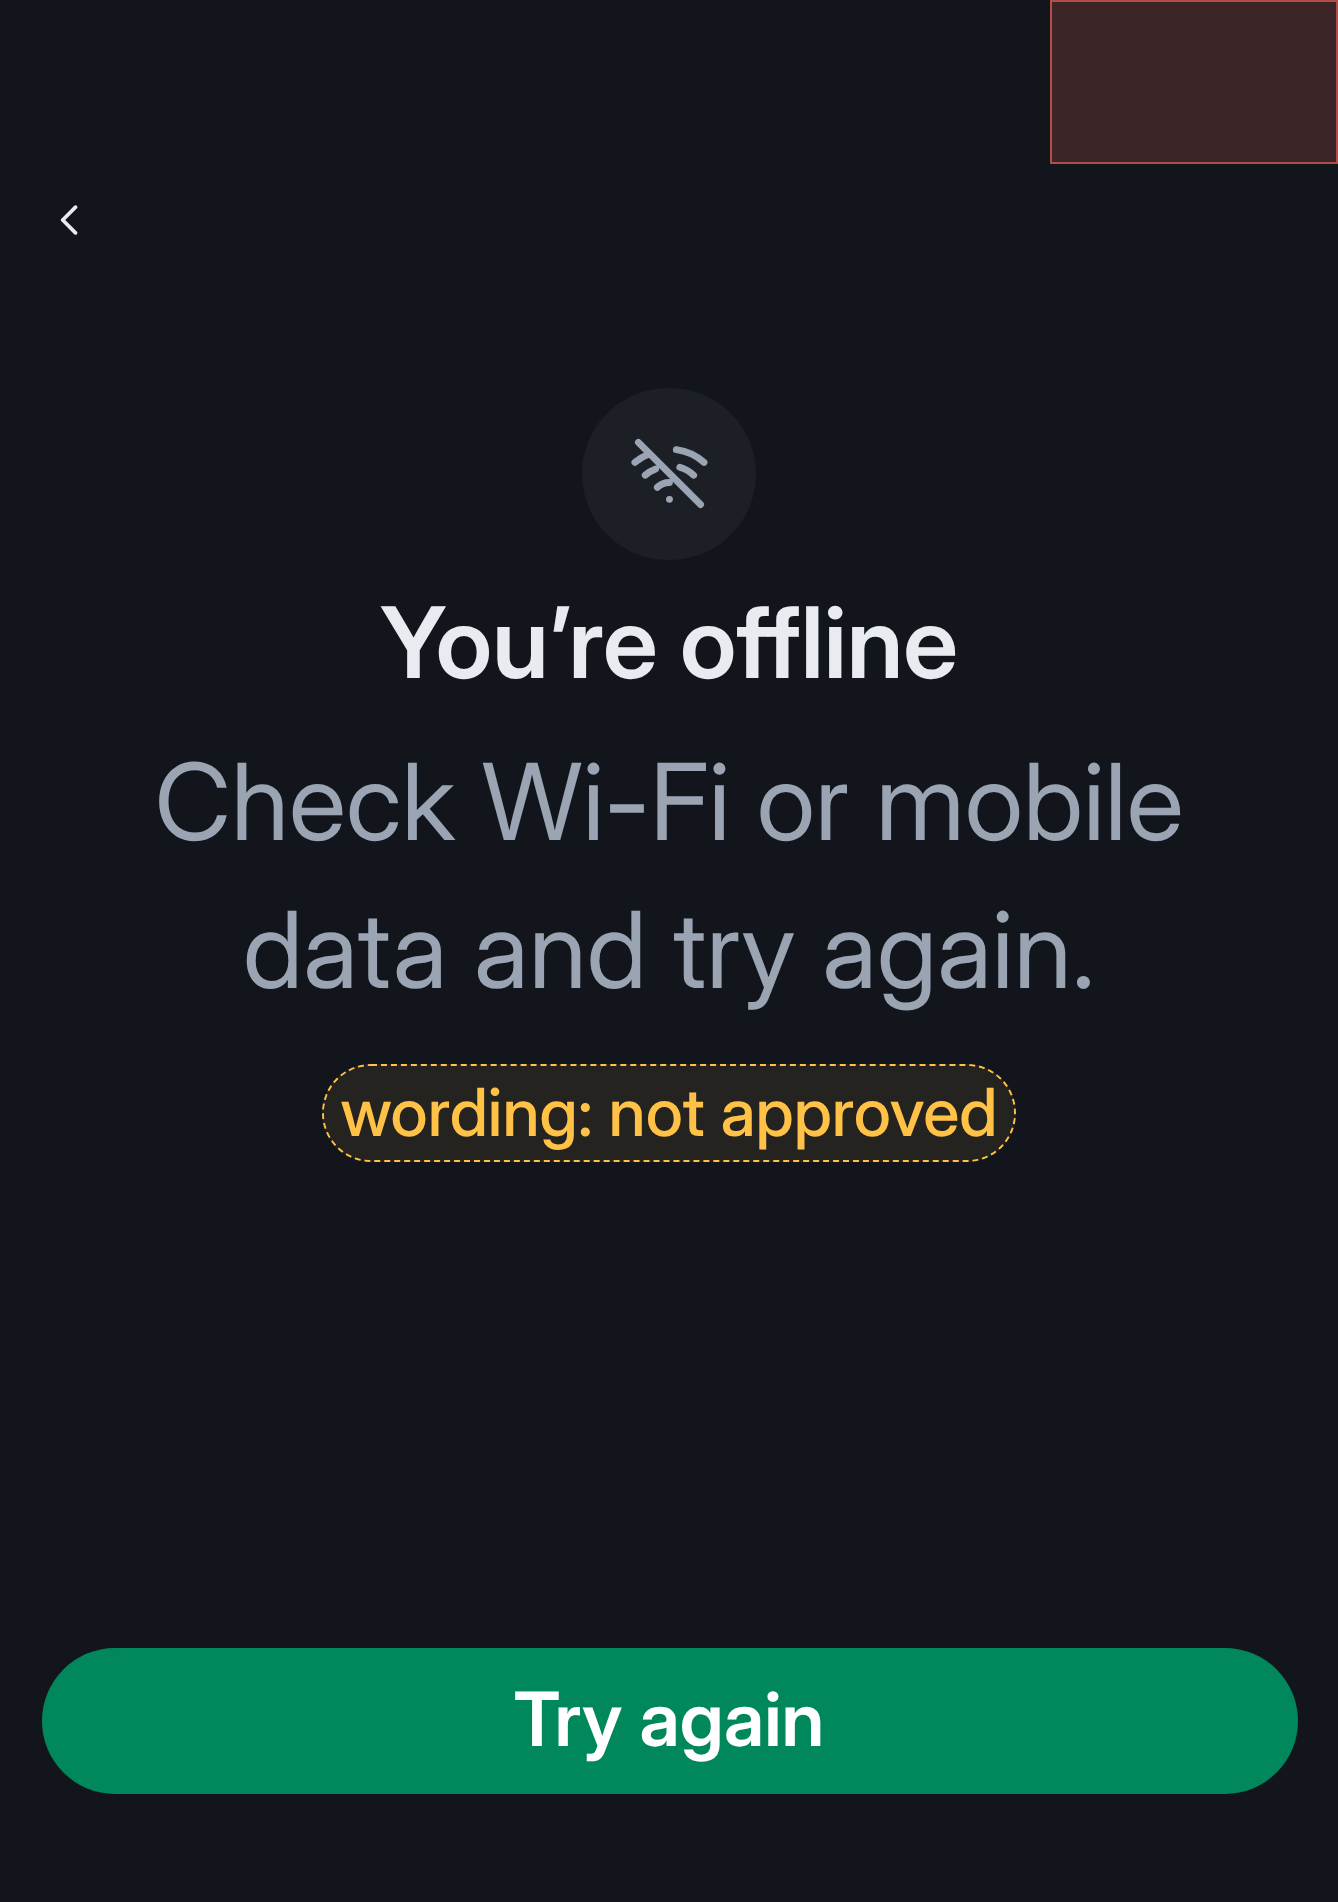 You’re offline
Check Wi-Fi or mobile
data and try again.
wording: not approved
Try again